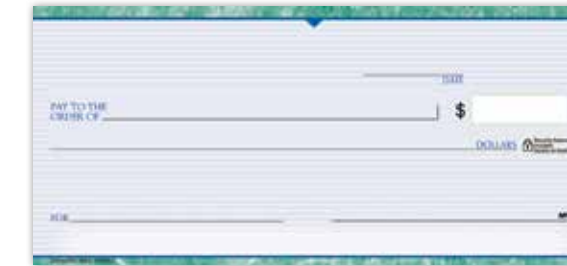 DATE
PAY TO THE
ORDER OF
$
DOLLARS
FOR